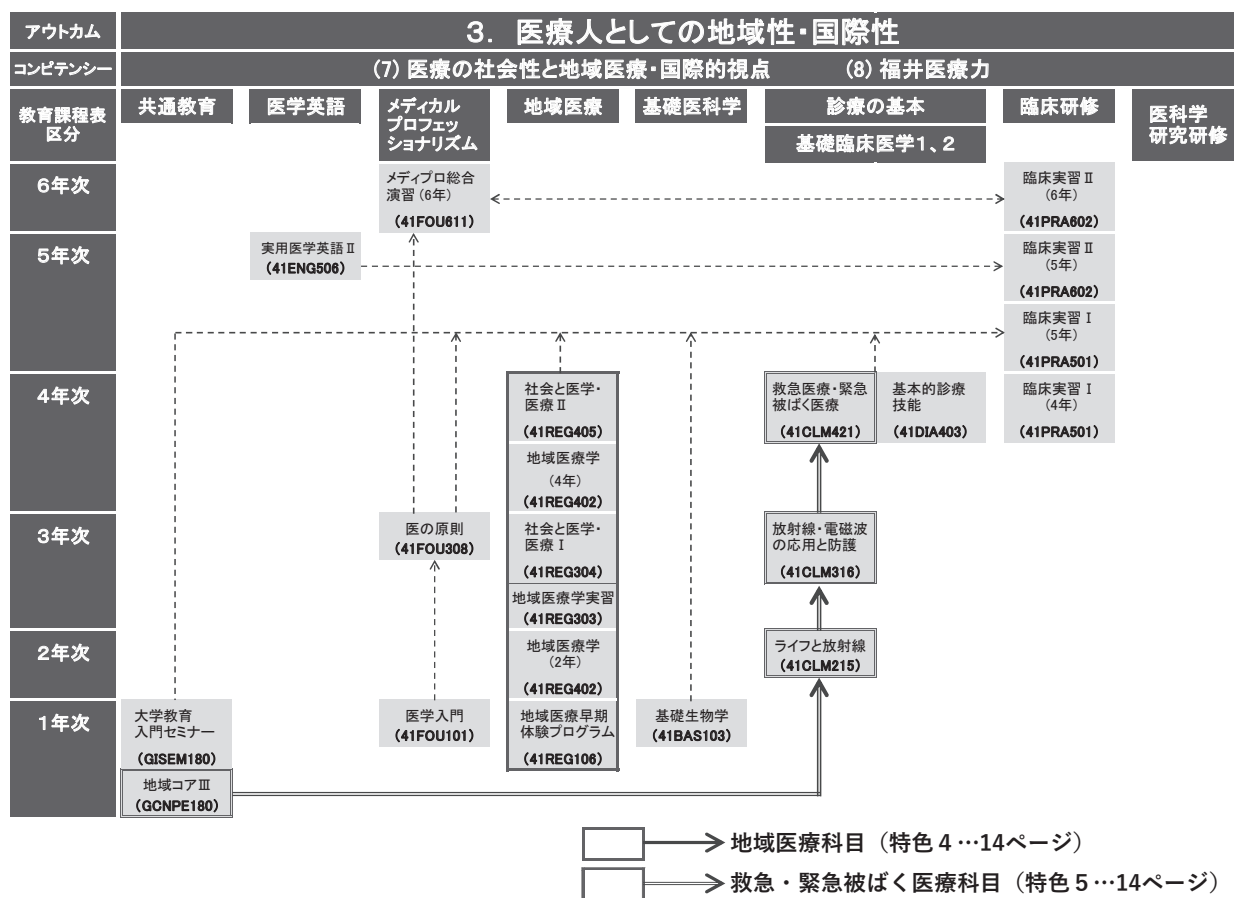 アウトカム
3. 医療人としての地域性・国際性
コンピテンシー
(7) 医療の社会性と地域医療・国際的視点 (8) 福井医療力
教育課程表
区分
共通教育
医学英語
メディカル
プロフェッ
ショナリズム
地域医療
基礎医科学
診療の基本
基礎臨床医学1、2
臨床研修
医科学
研究研修
6年次
メディプロ総合
演習(6年)
(41FOU611)
臨床実習Ⅱ
(6年)
(41PRA602)
5年次
実用医学英語Ⅱ
(41ENG506)
臨床実習Ⅱ
(5年)
(41PRA602)
臨床実習Ⅰ
(5年)
(41PRA501)
4年次
社会と医学・
医療Ⅱ
(41REG405)
地域医療学
(4年)
(41REG402)
救急医療・緊急
被ばく医療
(41CLM421)
基本的診療
技能
(41DIA403)
臨床実習Ⅰ
(4年)
(41PRA501)
3年次
医の原則
(41FOU308)
社会と医学・
医療Ⅰ
(41REG304)
地域医療学実習
(41REG303)
放射線・電磁波
の応用と防護
(41CLM316)
2年次
地域医療学
(2年)
(41REG402)
ライフと放射線
(41CLM215)
1年次
大学教育
入門セミナー
(GISEM180)
地域コアⅢ
(GCNPE180)
医学入門
(41FOU101)
地域医療早期
体験プログラム
(41REG106)
基礎生物学
(41BAS103)
地域医療科目（特色４…14ページ）
救急・緊急被ばく医療科目（特色５…14ページ）